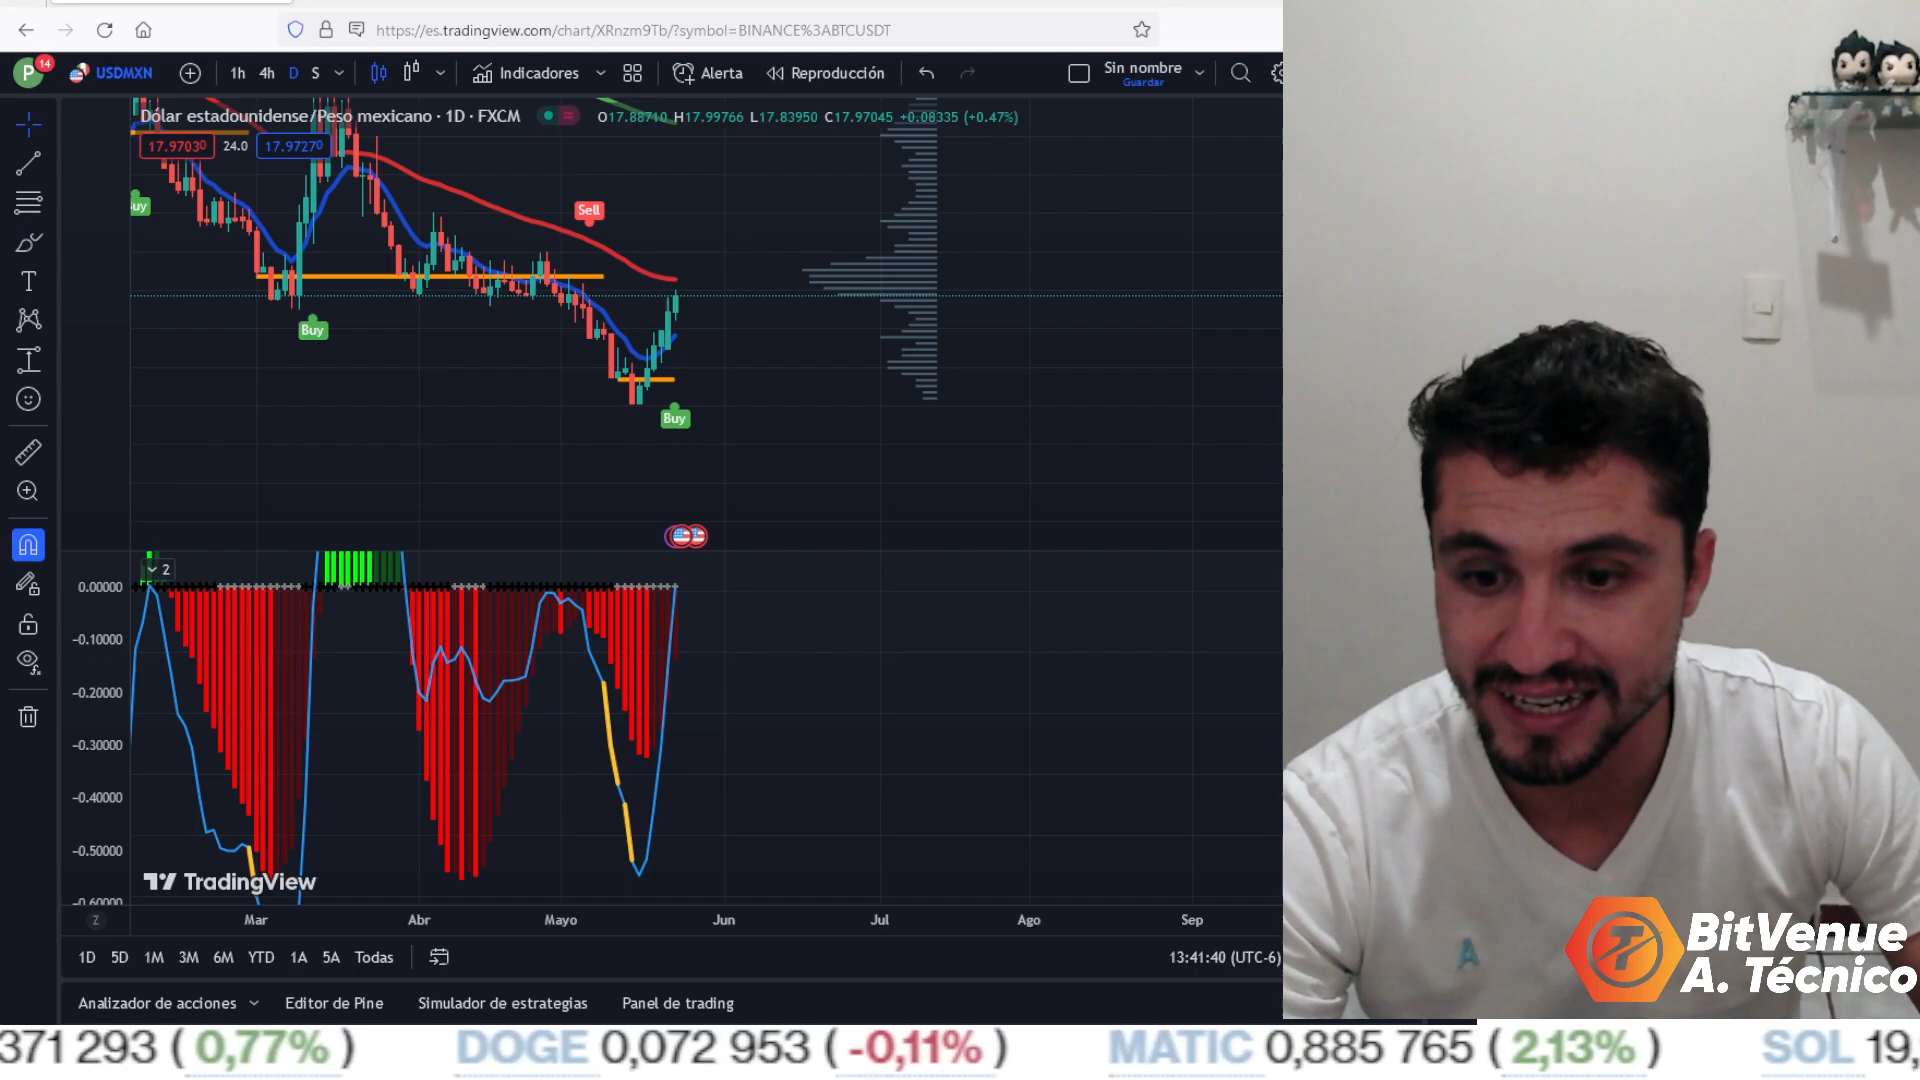 https://es.tradingview.com/chart/XRnzm9Tb/?symbol=BINANCE%3ABTCUSDT
P 14 USDMXN 1h 4h D S Indicadores Alerta Reproducción Sin nombre
Guardar
Dólar estadounidense/Peso mexicano · 1D · FXCM O17.88710 H17.99766 L17.83950 C17.97045 +0.08335 (+0.47%)
17.97030 24.0 17.97270
uy
Sell
Buy
Buy
2
0.00000
-0.10000
-0.20000
-0.30000
-0.40000
-0.50000
-0.60000
TradingView
Z Mar Abr Mayo Jun Jul Ago Sep
1D 5D 1M 3M 6M YTD 1A 5A Todas 13:41:40 (UTC-6)
Analizador de acciones Editor de Pine Simulador de estrategias Panel de trading
A
BitVenue
A. Técnico
371 293 ( 0,77% ) DOGE 0,072 953 ( -0,11% ) MATIC 0,885 765 ( 2,13% ) SOL 19,